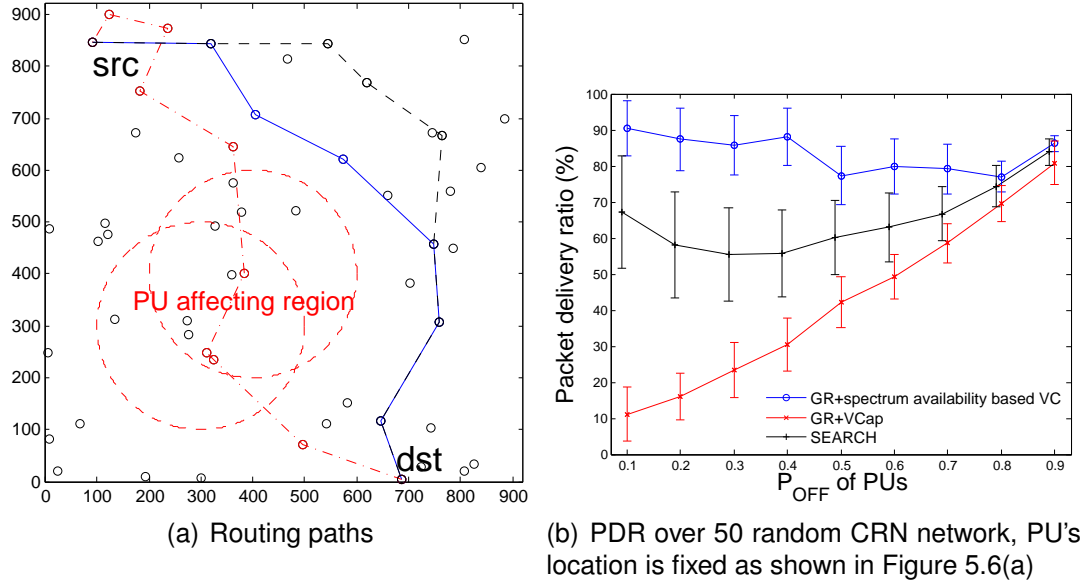 900
800
700
600
500
400
300
200
100
0
0 100 200 300 400 500 600 700 800 900
src
PU affecting region
dst
(a) Routing paths
Packet delivery ratio (%)
100
90
80
70
60
50
40
30
20
10
0
0.1 0.2 0.3 0.4 0.5 0.6 0.7 0.8 0.9
GR+spectrum availability based VC
GR+VCap
SEARCH
P_OFF of PUs
(b) PDR over 50 random CRN network, PU's
location is fixed as shown in Figure 5.6(a)